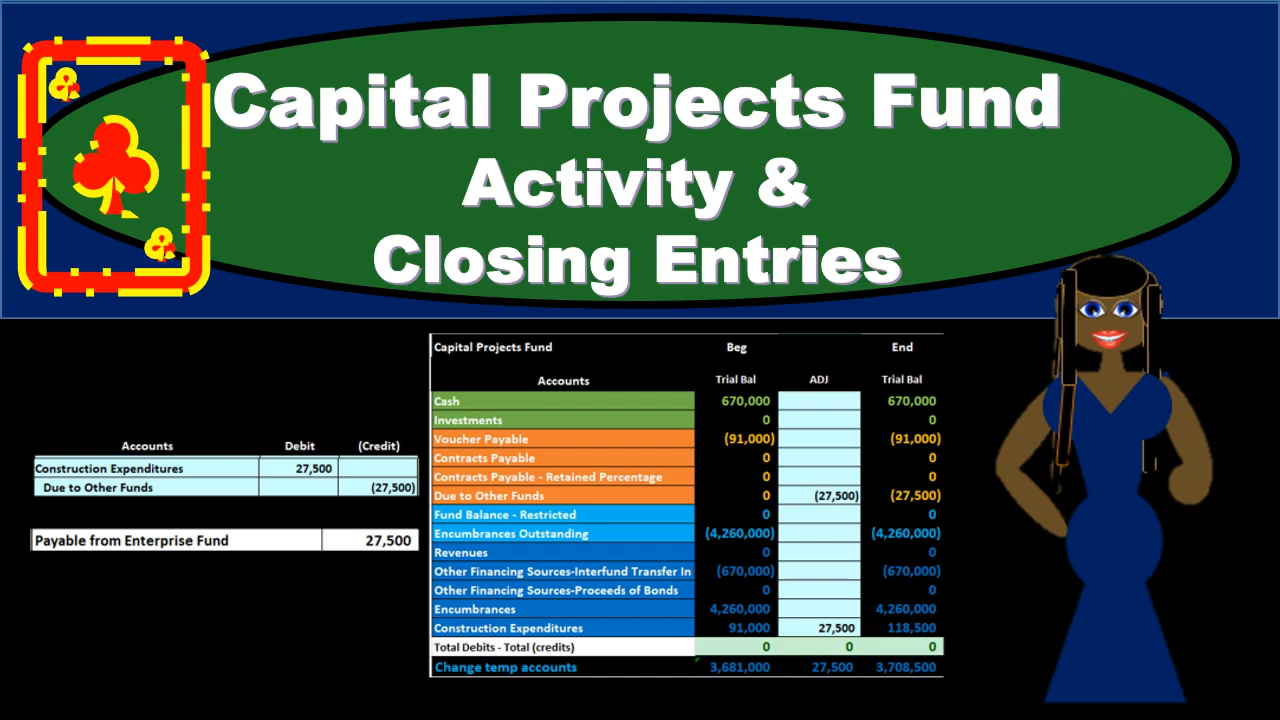 Capital Projects Fund
Activity &
Closing Entries
Accounts Debit (Credit)
Construction Expenditures 27,500
Due to Other Funds (27,500)
Payable from Enterprise Fund 27,500
Capital Projects Fund Beg End
Accounts Trial Bal ADJ Trial Bal
Cash 670,000 670,000
Investments 0 0
Voucher Payable (91,000) (91,000)
Contracts Payable 0 0
Contracts Payable - Retained Percentage 0 0
Due to Other Funds 0 (27,500) (27,500)
Fund Balance - Restricted 0 0
Encumbrances Outstanding (4,260,000) (4,260,000)
Revenues 0 0
Other Financing Sources-Interfund Transfer In (670,000) (670,000)
Other Financing Sources-Proceeds of Bonds 0 0
Encumbrances 4,260,000 4,260,000
Construction Expenditures 91,000 27,500 118,500
Total Debits - Total (credits) 0 0 0
Change temp accounts 3,681,000 27,500 3,708,500